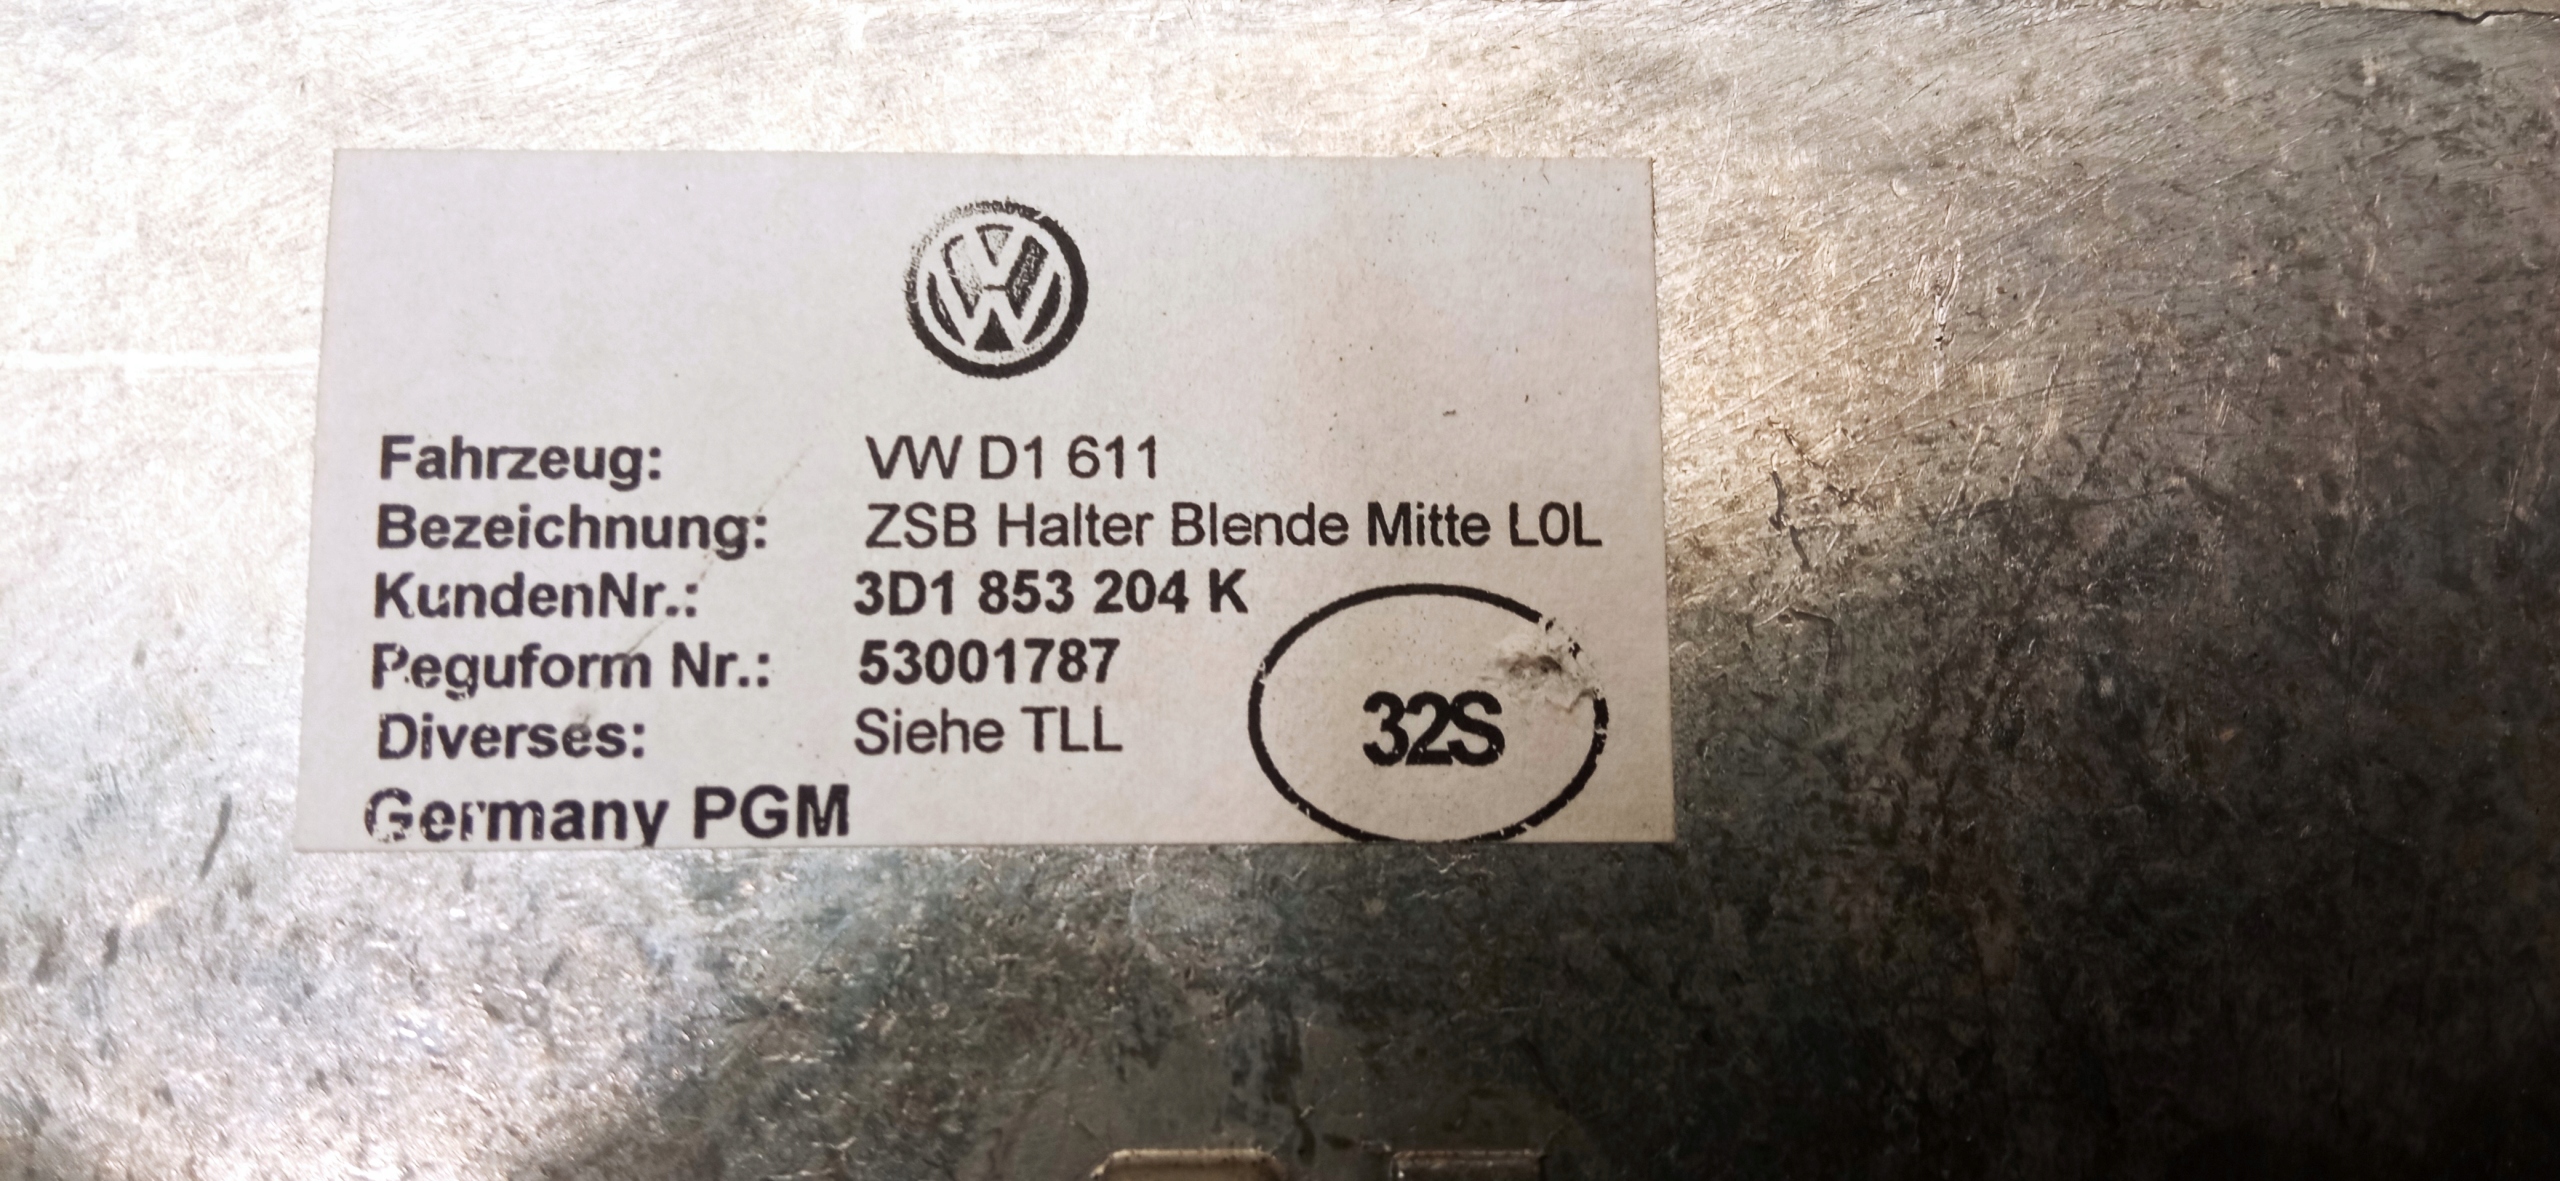 Fahrzeug: VW D1 611
Bezeichnung: ZSB Halter Blende Mitte L0L
KundenNr.: 3D1 853 204 K
Peguform Nr.: 53001787
Diverses: Siehe TLL
32S
Germany PGM